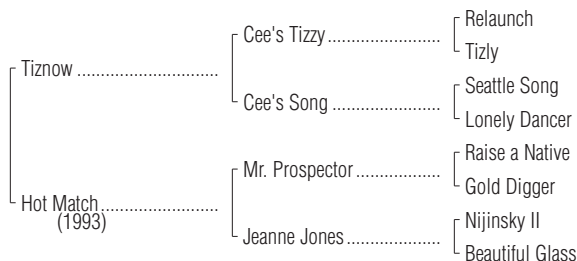 Relaunch
Cee's Tizzy ........................
Tizly
Tiznow ..............................
Seattle Song
Cee's Song .......................
Lonely Dancer
Raise a Native
Mr. Prospector ..................
Gold Digger
Hot Match.........................
(1993)
Nijinsky II
Jeanne Jones....................
Beautiful Glass